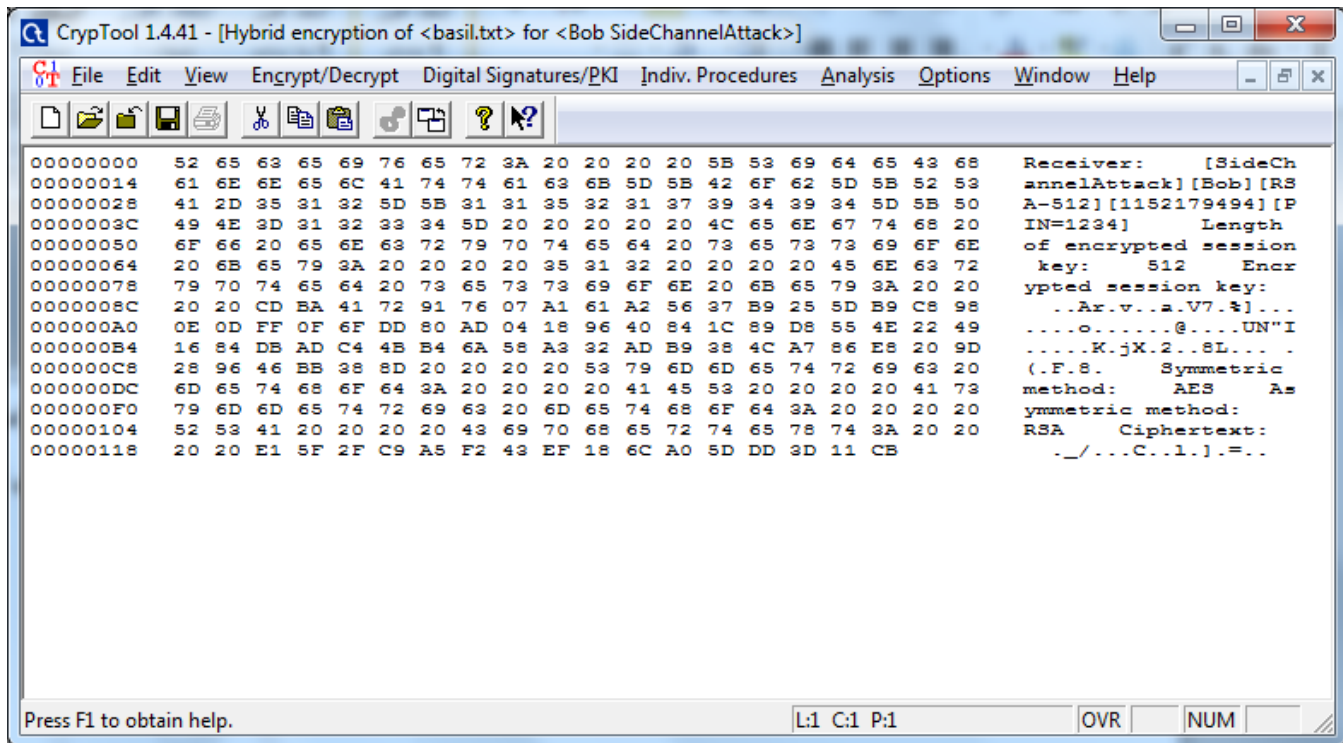 CrypTool 1.4.41 - [Hybrid encryption of <basil.txt> for <Bob SideChannelAttack>]
File Edit View Encrypt/Decrypt Digital Signatures/PKI Indiv. Procedures Analysis Options Window Help
00000000 52 65 63 65 69 76 65 72 3A 20 20 20 20 5B 53 69 64 65 43 68 Receiver:    [SideCh
00000014 61 6E 6E 65 6C 41 74 74 61 63 6B 5D 5B 42 6F 62 5D 5B 52 53 annelAttack][Bob][RS
00000028 41 2D 35 31 32 5D 5B 31 31 35 32 31 37 39 34 39 34 5D 5B 50 A-512][1152179494][P
0000003C 49 4E 3D 31 32 33 34 5D 20 20 20 20 20 4C 65 6E 67 74 68 20 IN=1234]     Length
00000050 6F 66 20 65 6E 63 72 79 70 74 65 64 20 73 65 73 73 69 6F 6E of encrypted session
00000064 20 6B 65 79 3A 20 20 20 20 35 31 32 20 20 20 20 45 6E 63 72  key:    512    Encr
00000078 79 70 74 65 64 20 73 65 73 73 69 6F 6E 20 6B 65 79 3A 20 20 ypted session key:
0000008C 20 20 CD BA 41 72 91 76 07 A1 61 A2 56 37 B9 25 5D B9 C8 98   ..Ar.v..a.V7.%]...
000000A0 0E 0D FF 0F 6F DD 80 AD 04 18 96 40 84 1C 89 D8 55 4E 22 49 ....o......@....UN"I
000000B4 16 84 DB AD C4 4B B4 6A 58 A3 32 AD B9 38 4C A7 86 E8 20 9D .....K.jX.2..8L... .
000000C8 28 96 46 BB 38 8D 20 20 20 20 53 79 6D 6D 65 74 72 69 63 20 (.F.8.    Symmetric
000000DC 6D 65 74 68 6F 64 3A 20 20 20 20 41 45 53 20 20 20 20 41 73 method:    AES    As
000000F0 79 6D 6D 65 74 72 69 63 20 6D 65 74 68 6F 64 3A 20 20 20 20 ymmetric method:
00000104 52 53 41 20 20 20 20 43 69 70 68 65 72 74 65 78 74 3A 20 20 RSA    Ciphertext:
00000118 20 20 E1 5F 2F C9 A5 F2 43 EF 18 6C A0 5D DD 3D 11 CB   ._/...C..l.].=..
Press F1 to obtain help. L:1 C:1 P:1 OVR NUM